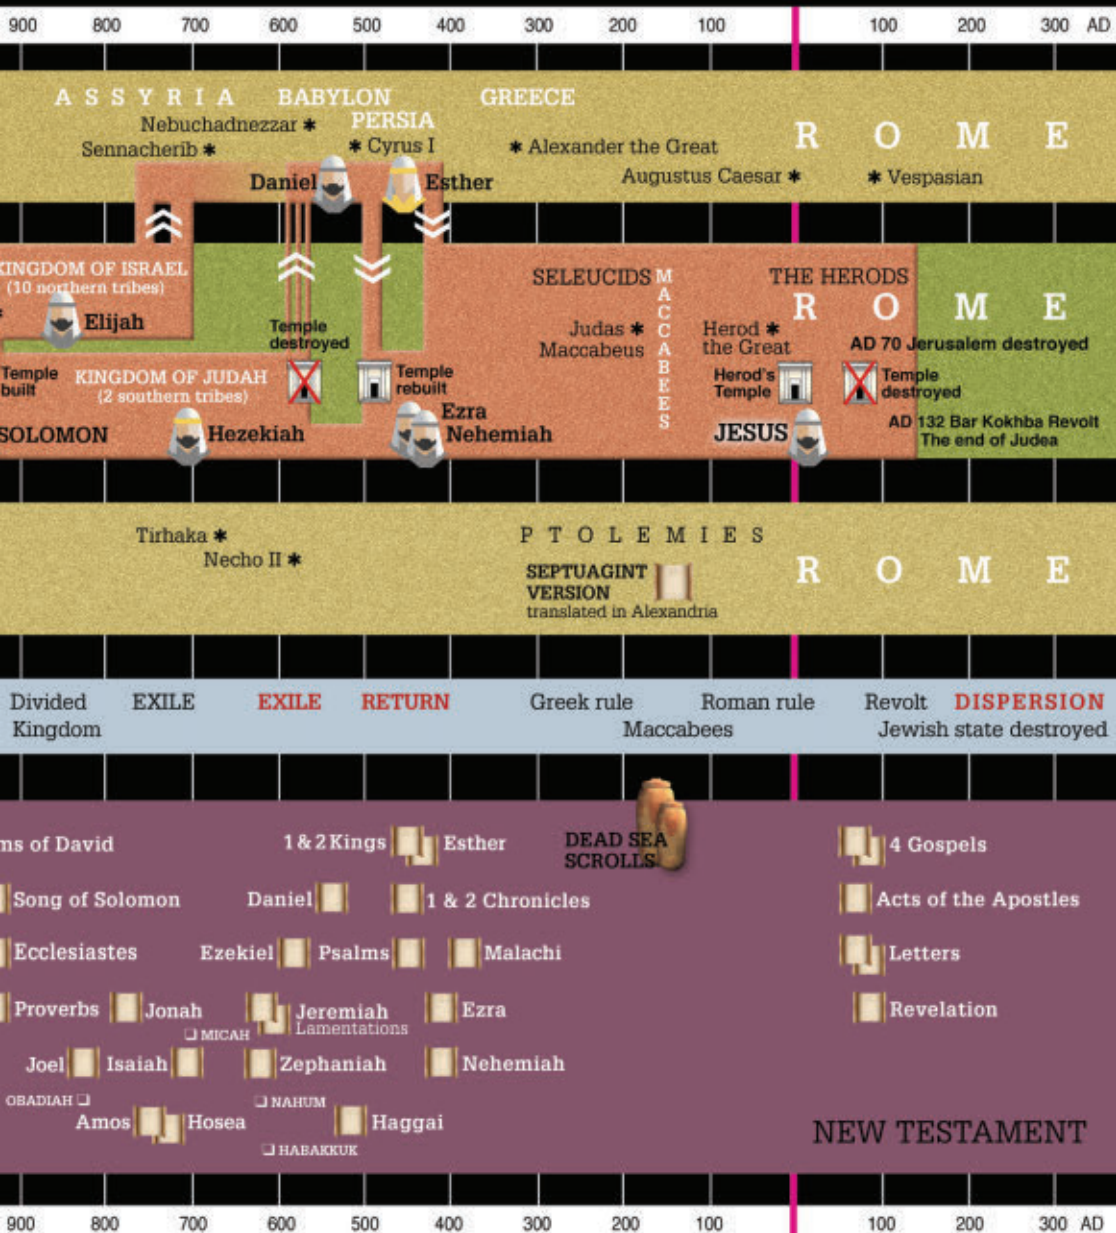 900 800 700 600 500 400 300 200 100 100 200 300 AD
ASSYRIA BABYLON GREECE
PERSIA
Nebuchadnezzar *
* Cyrus I
Sennacherib *
* Alexander the Great
ROME
Augustus Caesar *
* Vespasian
Daniel
Esther
KINGDOM OF ISRAEL
(10 northern tribes)
Elijah
Temple
destroyed
SELEUCIDS
MACCABEES
THE HERODS
ROME
Judas *
Maccabeus
Herod *
the Great
AD 70 Jerusalem destroyed
Temple
built
KINGDOM OF JUDAH
(2 southern tribes)
Temple
rebuilt
Herod's
Temple
Temple
destroyed
SOLOMON
Hezekiah
Ezra
Nehemiah
JESUS
AD 132 Bar Kokhba Revolt
The end of Judea
Tirhaka *
Necho II *
PTOLEMIES
SEPTUAGINT
VERSION
translated in Alexandria
ROME
Divided
Kingdom
EXILE
EXILE
RETURN
Greek rule
Maccabees
Roman rule
Revolt
DISPERSION
Jewish state destroyed
ms of David
1 & 2 Kings
Esther
DEAD SEA
SCROLLS
4 Gospels
Song of Solomon
Daniel
1 & 2 Chronicles
Acts of the Apostles
Ecclesiastes
Ezekiel
Psalms
Malachi
Letters
Proverbs
Jonah
Jeremiah
Lamentations
Ezra
Revelation
MICAH
Joel
Isaiah
Zephaniah
Nehemiah
OBADIAH
NAHUM
Amos
Hosea
Haggai
HABAKKUK
NEW TESTAMENT
900 800 700 600 500 400 300 200 100 100 200 300 AD